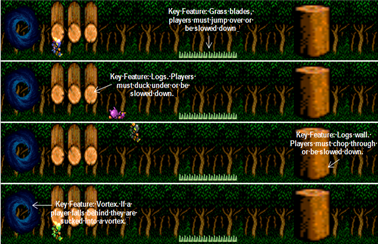 Key Feature: Grass blades,
players must jump over or
be slowed down
Key Feature: Logs. Players
must duck under or be
slowed down.
Key Feature: Logs wall.
Players must chop through
or be slowed down.
Key Feature: Vortex. If a
player falls behind they are
sucked into a vortex.